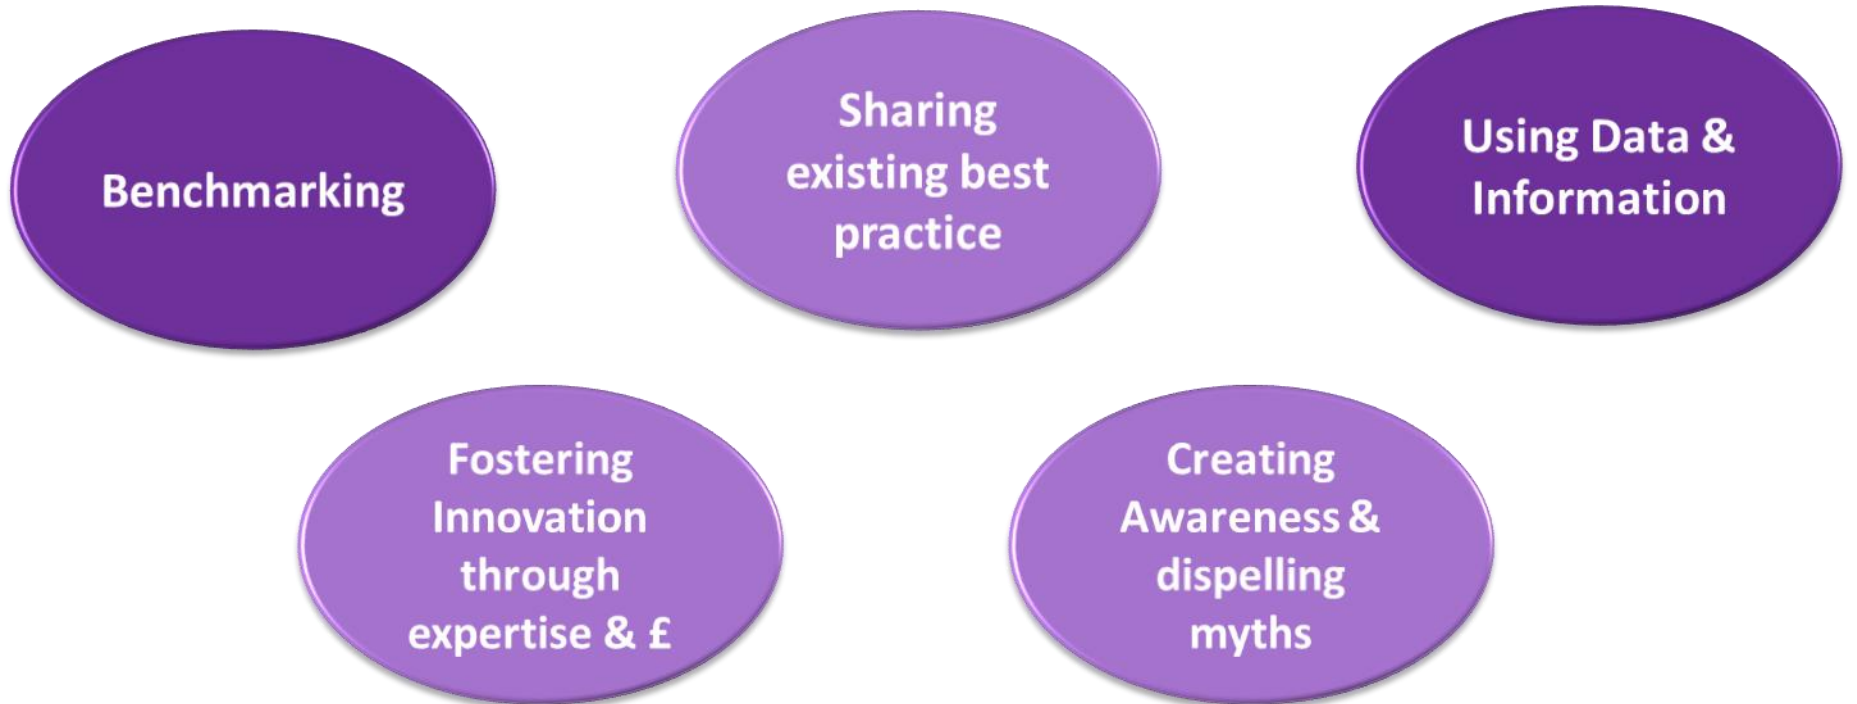 Benchmarking
Sharing
existing best
practice
Using Data &
Information
Fostering
Innovation
through
expertise & £
Creating
Awareness &
dispelling
myths